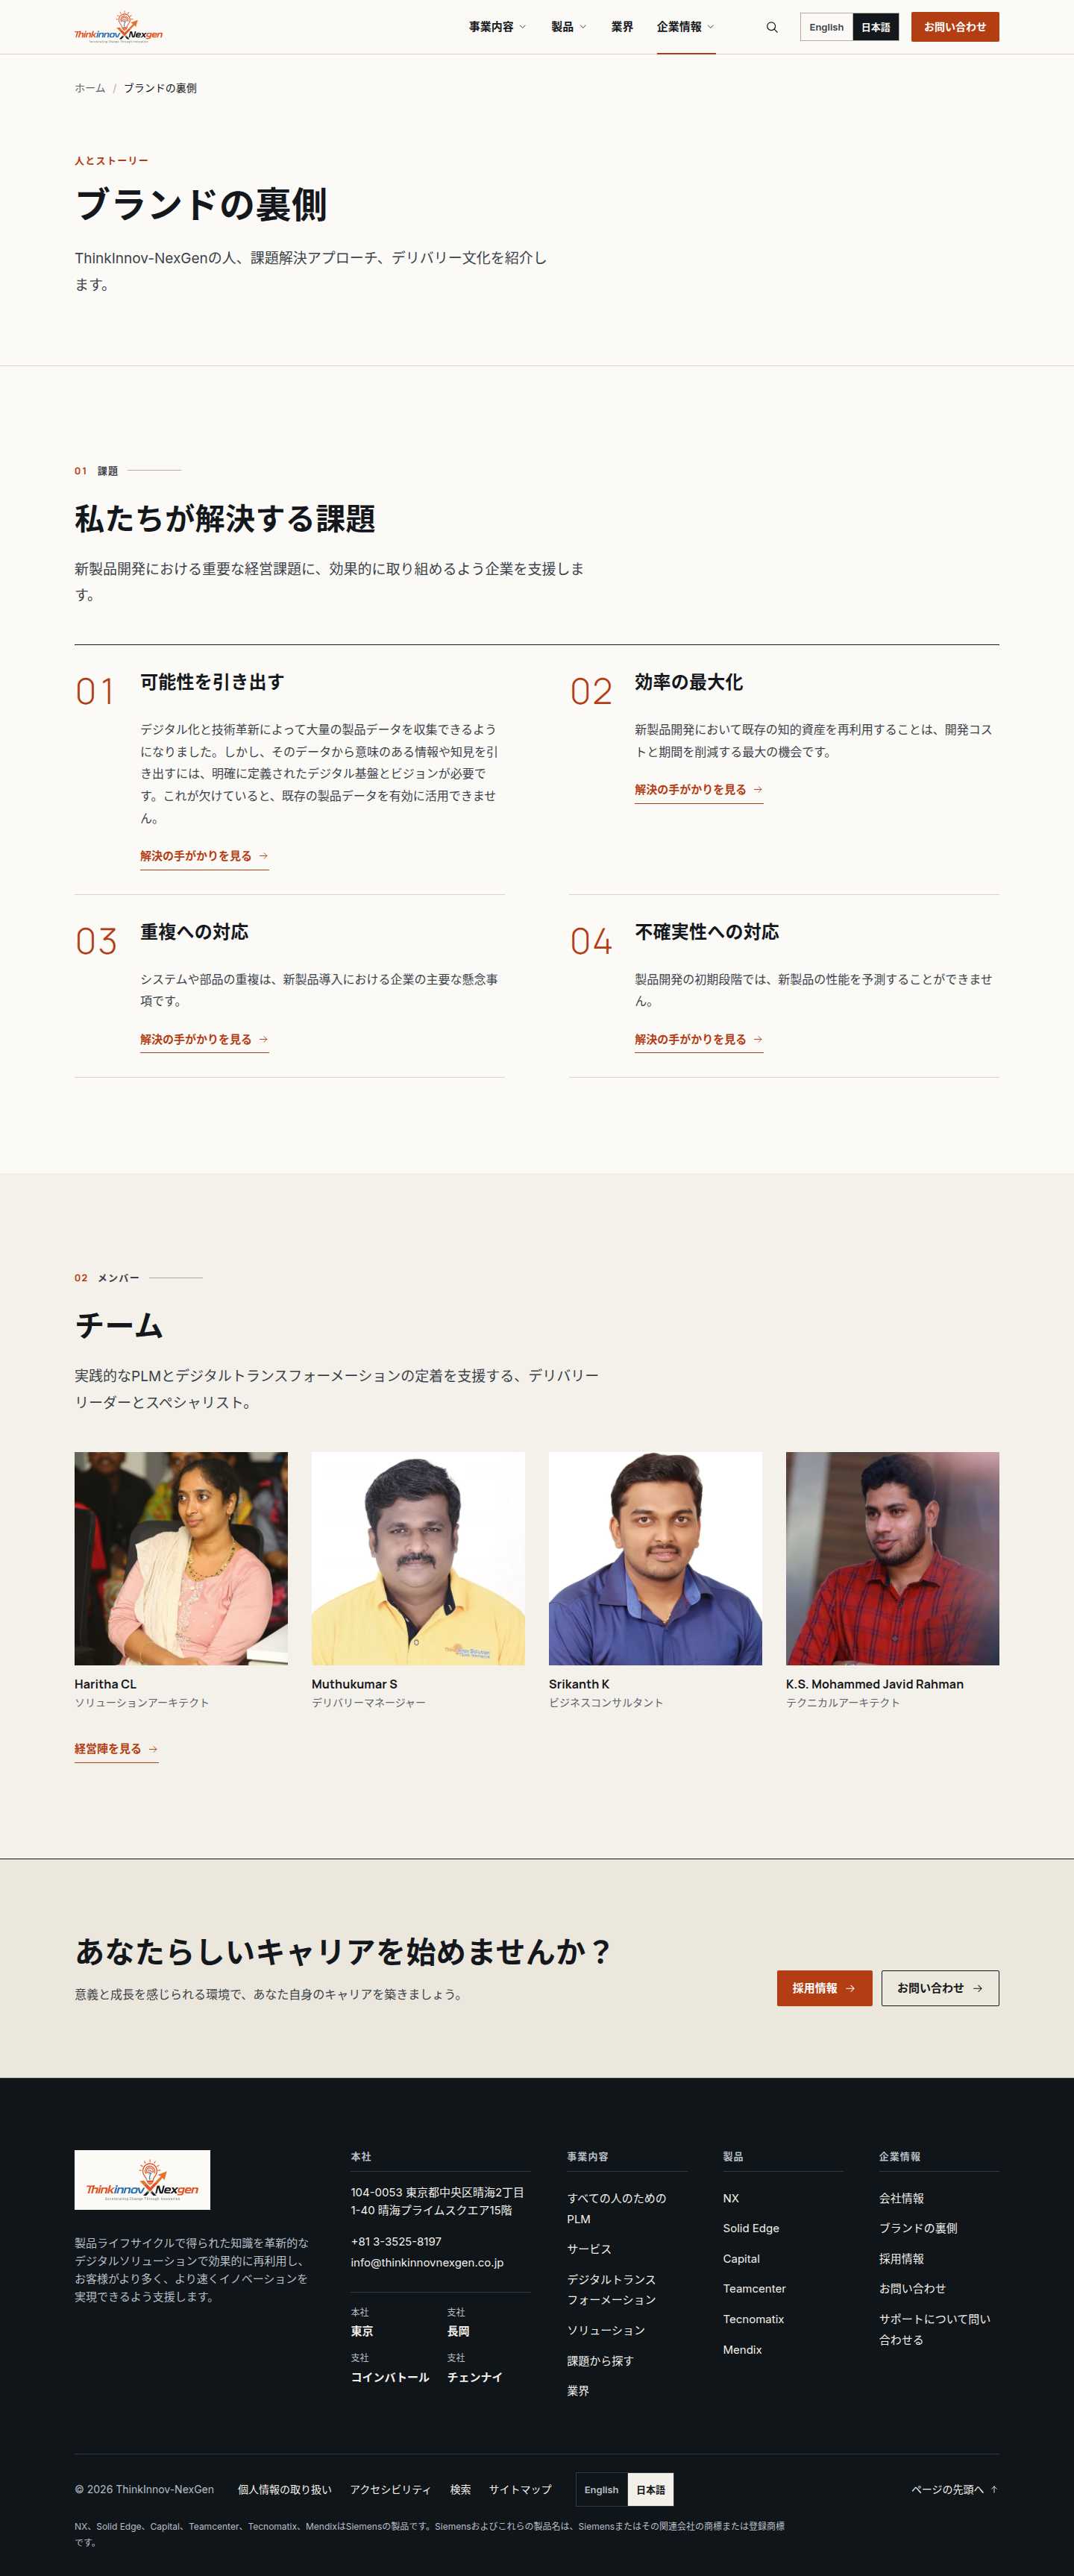 ThinkinnovXNexgen
Accelerating Change Through Innovation
事業内容 製品 業界 企業情報 English 日本語 お問い合わせ
ホーム / ブランドの裏側
人とストーリー
ブランドの裏側
ThinkInnov-NexGenの人、課題解決アプローチ、デリバリー文化を紹介し
ます。
01 課題
私たちが解決する課題
新製品開発における重要な経営課題に、効果的に取り組めるよう企業を支援しま
す。
01 可能性を引き出す
デジタル化と技術革新によって大量の製品データを収集できるよう
になりました。しかし、そのデータから意味のある情報や知見を引
き出すには、明確に定義されたデジタル基盤とビジョンが必要で
す。これが欠けていると、既存の製品データを有効に活用できませ
ん。
解決の手がかりを見る →
02 効率の最大化
新製品開発において既存の知的資産を再利用することは、開発コス
トと期間を削減する最大の機会です。
解決の手がかりを見る →
03 重複への対応
システムや部品の重複は、新製品導入における企業の主要な懸念事
項です。
解決の手がかりを見る →
04 不確実性への対応
製品開発の初期段階では、新製品の性能を予測することができませ
ん。
解決の手がかりを見る →
02 メンバー
チーム
実践的なPLMとデジタルトランスフォーメーションの定着を支援する、デリバリー
リーダーとスペシャリスト。
Haritha CL
ソリューションアーキテクト
Muthukumar S
デリバリーマネージャー
Srikanth K
ビジネスコンサルタント
K.S. Mohammed Javid Rahman
テクニカルアーキテクト
経営陣を見る →
あなたらしいキャリアを始めませんか？
意義と成長を感じられる環境で、あなた自身のキャリアを築きましょう。
採用情報 → お問い合わせ →
ThinkinnovXNexgen
Accelerating Change Through Innovation
製品ライフサイクルで得られた知識を革新的な
デジタルソリューションで効果的に再利用し、
お客様がより多く、より速くイノベーションを
実現できるよう支援します。
本社
104-0053 東京都中央区晴海2丁目
1-40 晴海プライムスクエア15階
+81 3-3525-8197
info@thinkinnovnexgen.co.jp
本社 支社
東京 長岡
支社 支社
コインバトール チェンナイ
事業内容
すべての人のための
PLM
サービス
デジタルトランス
フォーメーション
ソリューション
課題から探す
業界
製品
NX
Solid Edge
Capital
Teamcenter
Tecnomatix
Mendix
企業情報
会社情報
ブランドの裏側
採用情報
お問い合わせ
サポートについて問い
合わせる
© 2026 ThinkInnov-NexGen 個人情報の取り扱い アクセシビリティ 検索 サイトマップ English 日本語 ページの先頭へ ↑
NX、Solid Edge、Capital、Teamcenter、Tecnomatix、MendixはSiemensの製品です。Siemensおよびこれらの製品名は、Siemensまたはその関連会社の商標または登録商標
です。